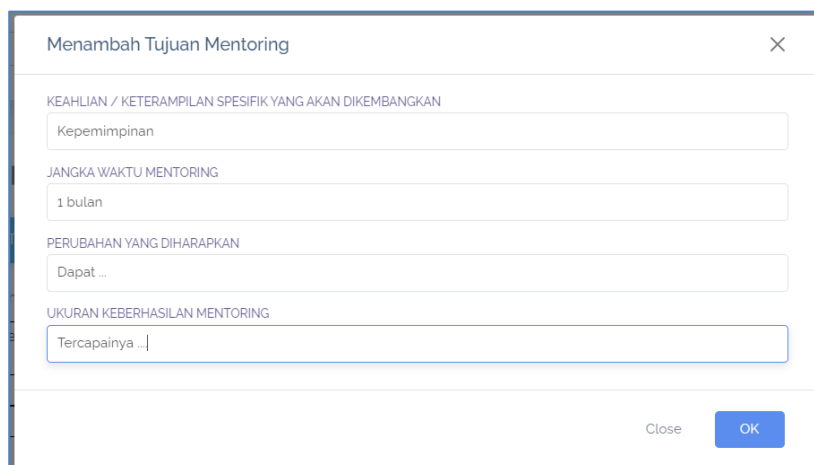 Menambah Tujuan Mentoring
KEAHLIAN / KETERAMPILAN SPESIFIK YANG AKAN DIKEMBANGKAN
Kepemimpinan
JANGKA WAKTU MENTORING
1 bulan
PERUBAHAN YANG DIHARAPKAN
Dapat ...
UKURAN KEBERHASILAN MENTORING
Tercapainya ...
Close OK